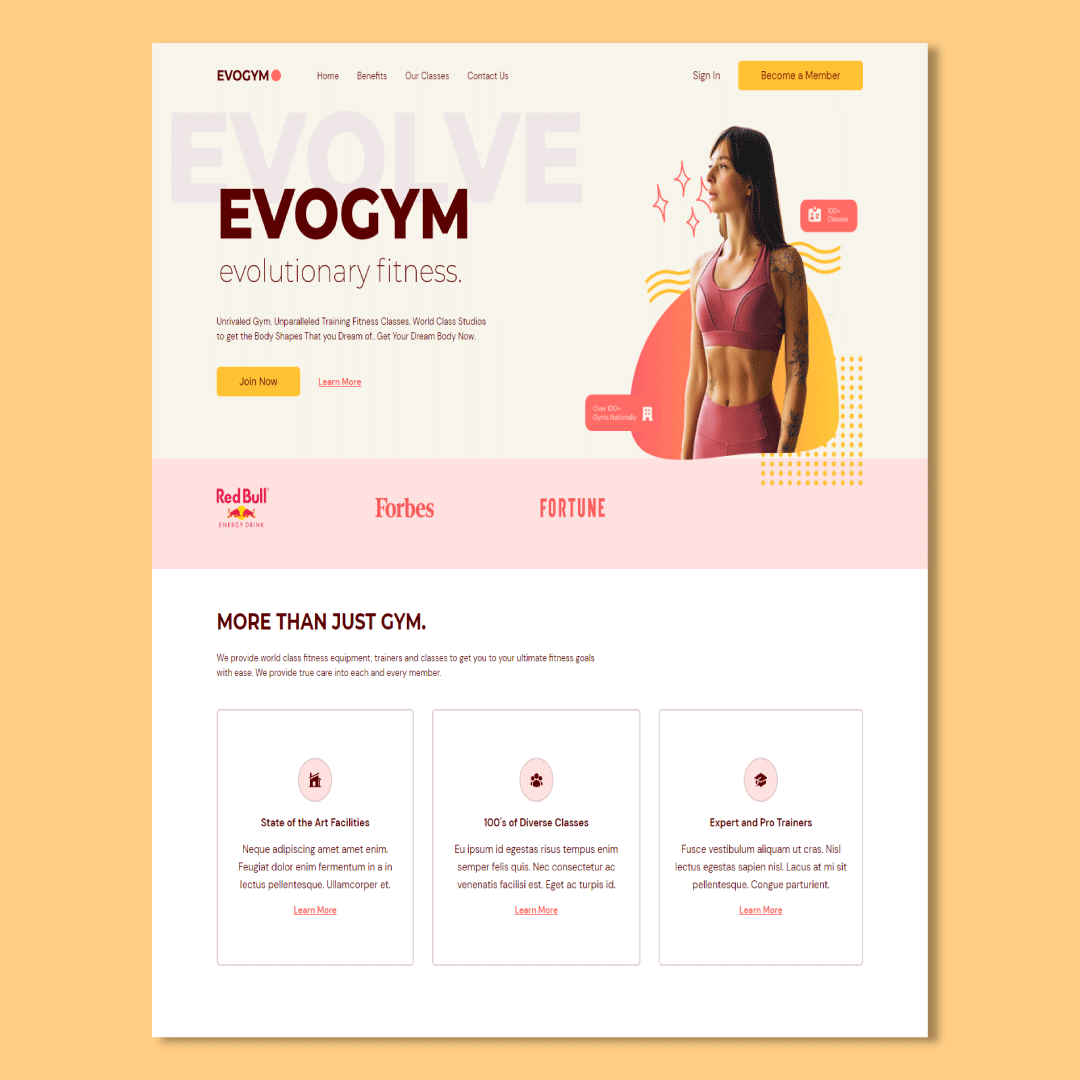 EVOGYM
Home Benefits Our Classes Contact Us
Sign In
Become a Member
EVOLVE
EVOGYM
evolutionary fitness.
Unrivaled Gym. Unparalleled Training Fitness Classes. World Class Studios
to get the Body Shapes That you Dream of.. Get Your Dream Body Now.
Join Now
Learn More
100+
Classes
Over 100+
Gyms Nationally
Red Bull
ENERGY DRINK
Forbes
FORTUNE
MORE THAN JUST GYM.
We provide world class fitness equipment, trainers and classes to get you to your ultimate fitness goals
with ease. We provide true care into each and every member.
State of the Art Facilities
Neque adipiscing amet amet enim.
Feugiat dolor enim fermentum in a in
lectus pellentesque. Ullamcorper et.
Learn More
100's of Diverse Classes
Eu ipsum id egestas risus tempus enim
semper felis quis. Nec consectetur ac
venenatis facilisi est. Eget ac turpis id.
Learn More
Expert and Pro Trainers
Fusce vestibulum aliquam ut cras. Nisl
lectus egestas sapien nisl. Lacus at mi sit
pellentesque. Congue parturient.
Learn More